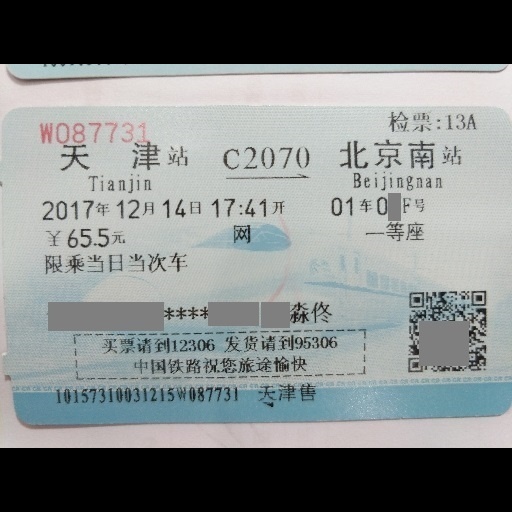 W087731 检票:13A
天津站 C2070 北京南站
Tianjin Beijingnan
2017年12月14日17:41开 01车0 F号
￥65.5元 网 一等座
限乘当日当次车
**** 淼佟
买票请到12306 发货请到95306
中国铁路祝您旅途愉快
10157310031215W087731 天津售